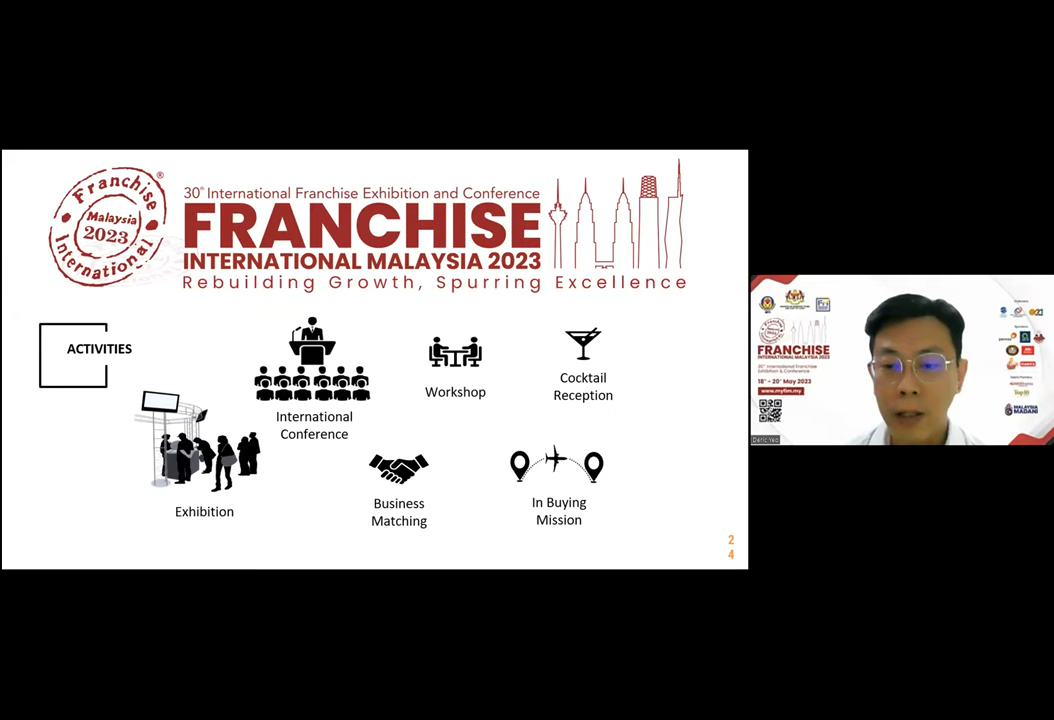 Franchise
Malaysia
2023
International
®
30th International Franchise Exhibition and Conference
FRANCHISE
INTERNATIONAL MALAYSIA 2023
Rebuilding Growth, Spurring Excellence
ACTIVITIES
International
Conference
Workshop
Cocktail
Reception
Exhibition
Business
Matching
In Buying
Mission
2
4
FRANCHISE
INTERNATIONAL MALAYSIA 2023
30th International Franchise
Exhibition & Conference
18th - 20th May 2023
www.myfim.my
MALAYSIA
MADANI
Deric Yeo